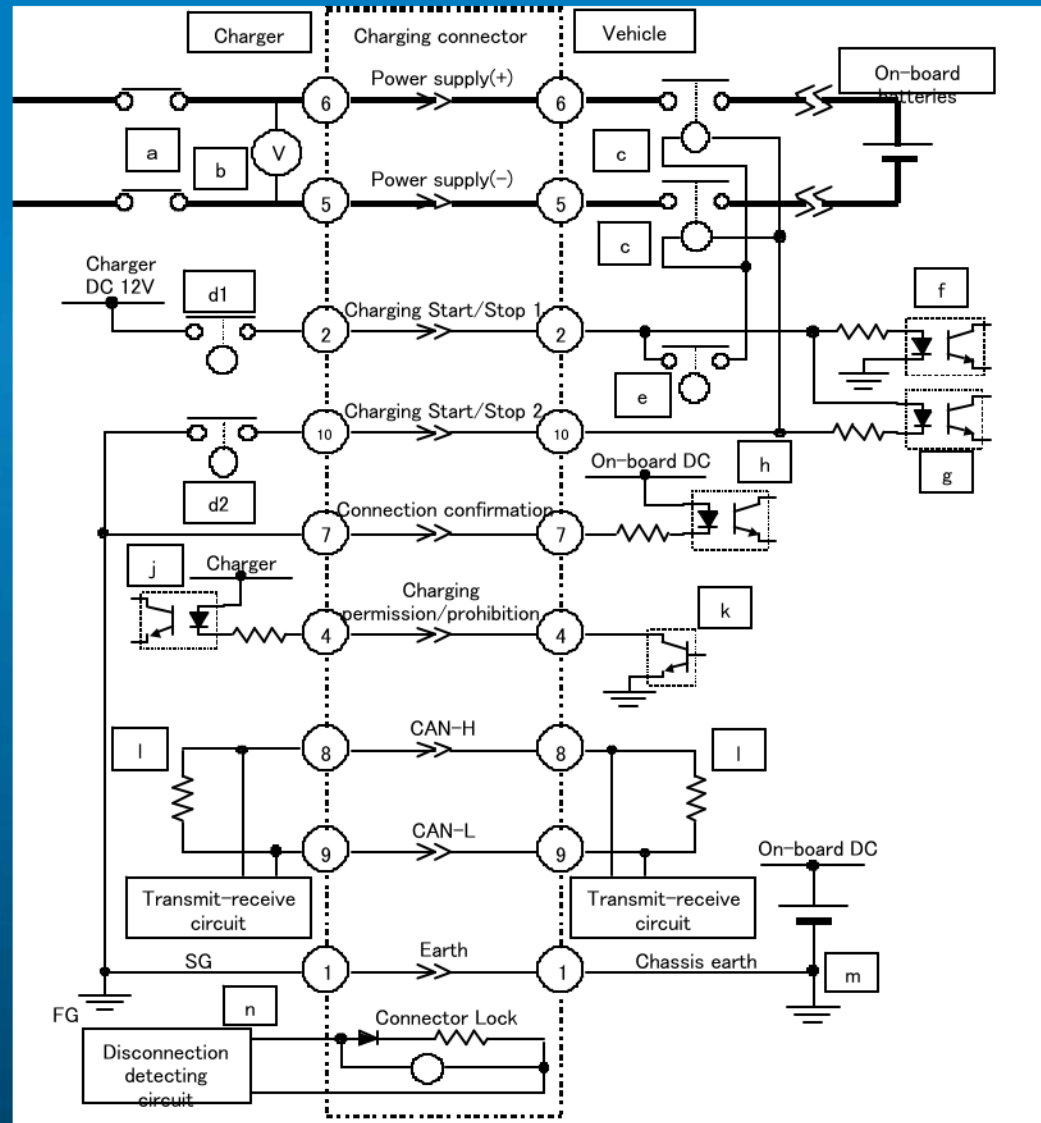 Charger
Charging connector
Vehicle
Power supply(+)
On-board
batteries
6
6
a
b
V
c
Power supply(-)
5
5
c
Charger
DC 12V
d1
Charging Start/Stop 1
f
2
2
e
Charging Start/Stop 2
10
10
On-board DC
h
g
d2
Connection confirmation
7
7
j
Charger
Charging
permission/prohibition
k
4
4
CAN-H
l
8
8
l
CAN-L
9
9
On-board DC
Transmit-receive
circuit
Transmit-receive
circuit
Earth
SG
1
1
Chassis earth
m
FG
n
Connector Lock
Disconnection
detecting
circuit